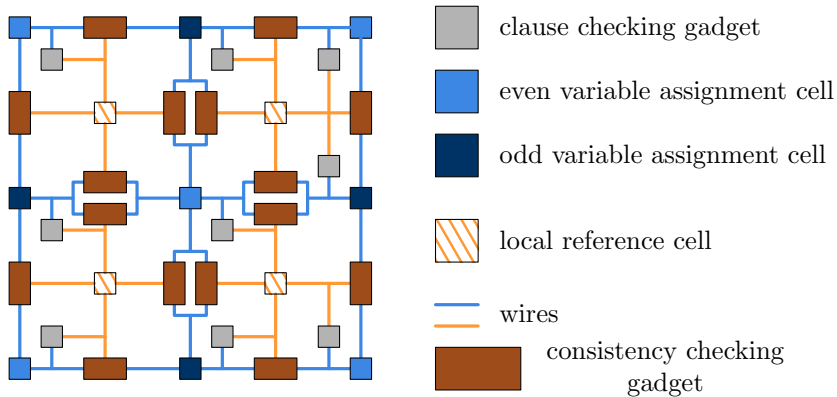 clause checking gadget
even variable assignment cell
odd variable assignment cell
local reference cell
wires
consistency checking
gadget